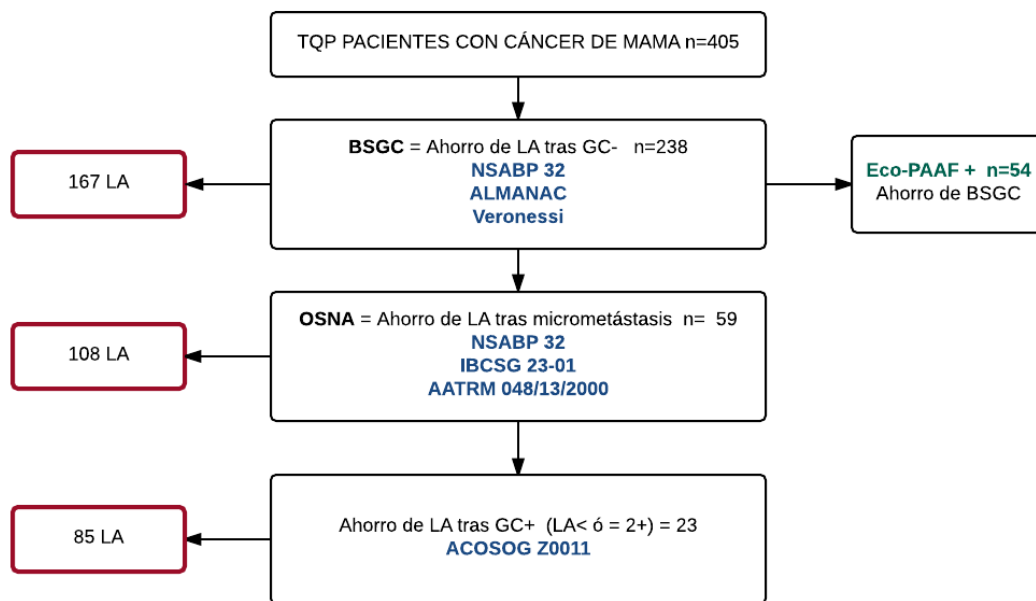 TQP PACIENTES CON CÁNCER DE MAMA n=405
BSGC = Ahorro de LA tras GC- n=238
NSABP 32
ALMANAC
Veronessi
167 LA
Eco-PAAF + n=54
Ahorro de BSGC
OSNA = Ahorro de LA tras micrometástasis n= 59
NSABP 32
IBCSG 23-01
AATRM 048/13/2000
108 LA
Ahorro de LA tras GC+ (LA< ó = 2+) = 23
ACOSOG Z0011
85 LA